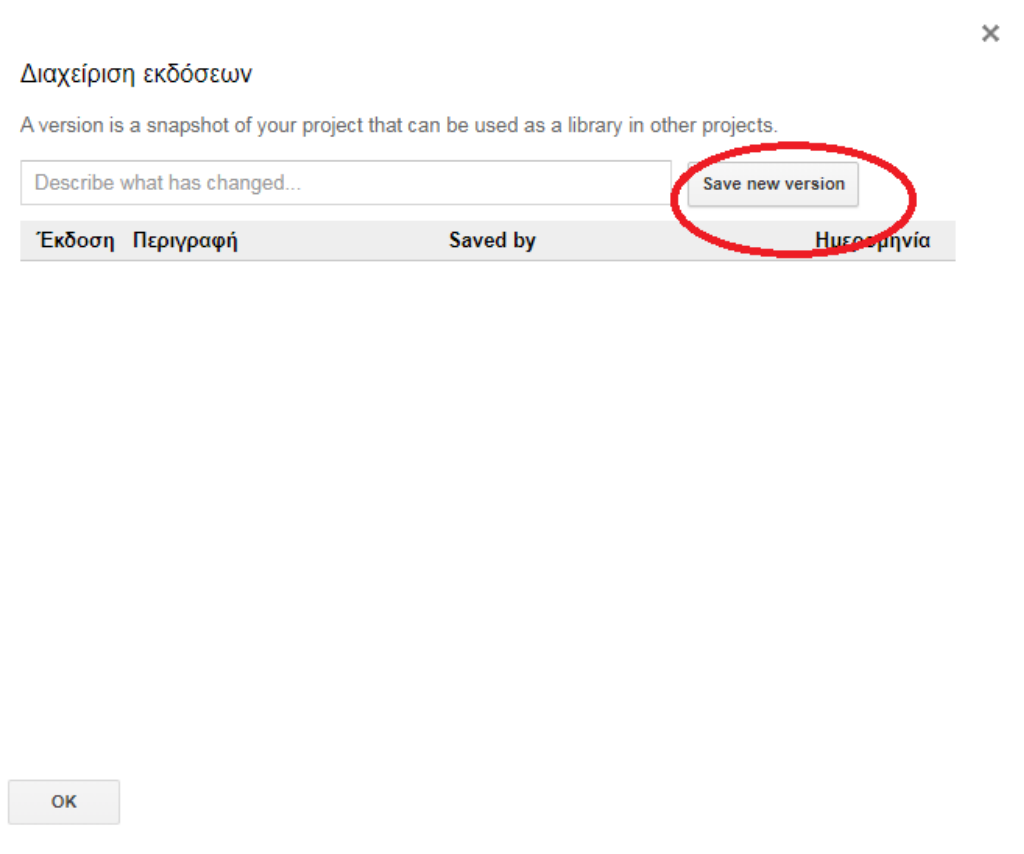 Διαχείριση εκδόσεων
A version is a snapshot of your project that can be used as a library in other projects.
Describe what has changed... Save new version
Έκδοση Περιγραφή Saved by Ημερομηνία
OK